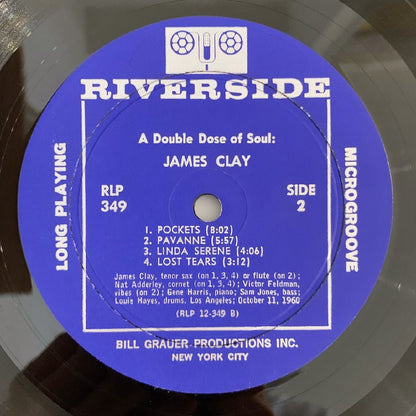 RIVERSIDE
A Double Dose of Soul:
JAMES CLAY
LONG PLAYING
MICROGROOVE
RLP
349
SIDE
2
1. POCKETS (8:02)
2. PAVANNE (5:57)
3. LINDA SERENE (4:06)
4. LOST TEARS (3:12)
James Clay, tenor sax (on 1, 3, 4) or flute (on 2);
Nat Adderley, cornet (on 1, 3, 4); Victor Feldman,
vibes (on 2); Gene Harris, piano; Sam Jones, bass;
Louis Hayes, drums. Los Angeles; October 11, 1960
(RLP 12-349 B)
BILL GRAUER PRODUCTIONS INC.
NEW YORK CITY